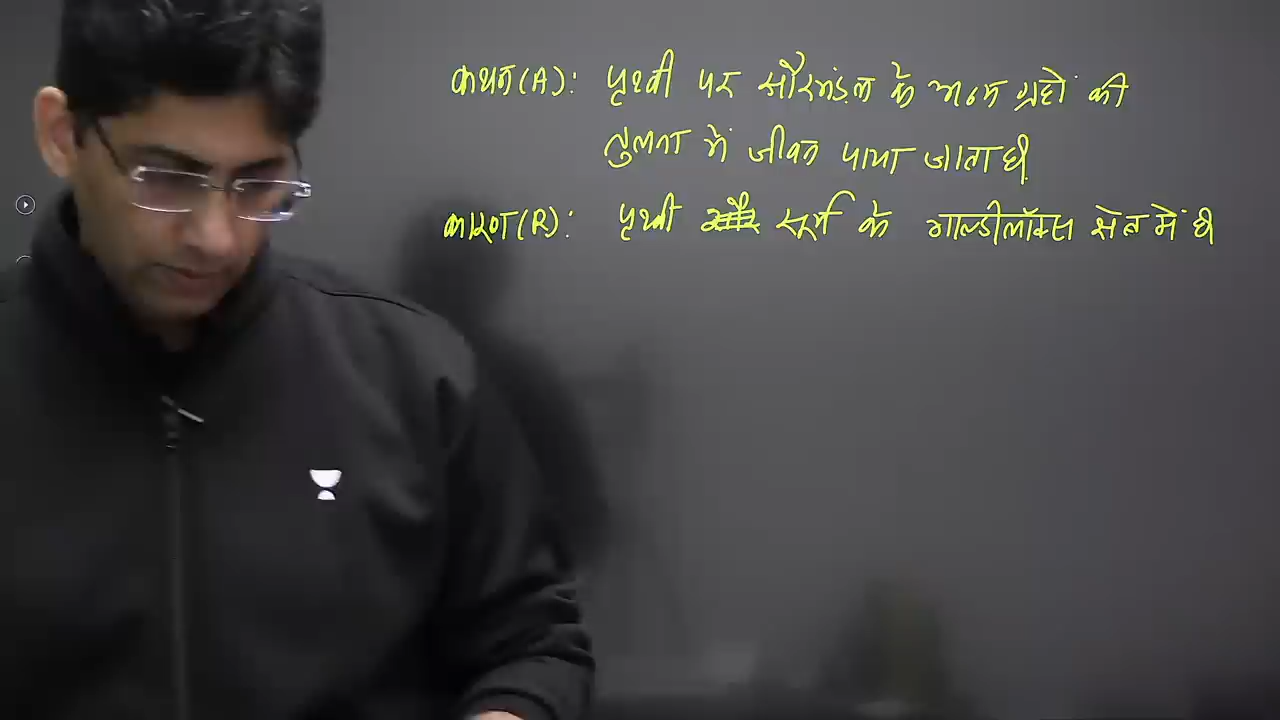 कथन(A): पृथ्वी पर सौरमंडल के अन्य ग्रहों की
तुलना में जीवन पाया जाता है
कारण(R): पृथ्वी सूर्य के गोल्डीलॉक्स क्षेत्र में है